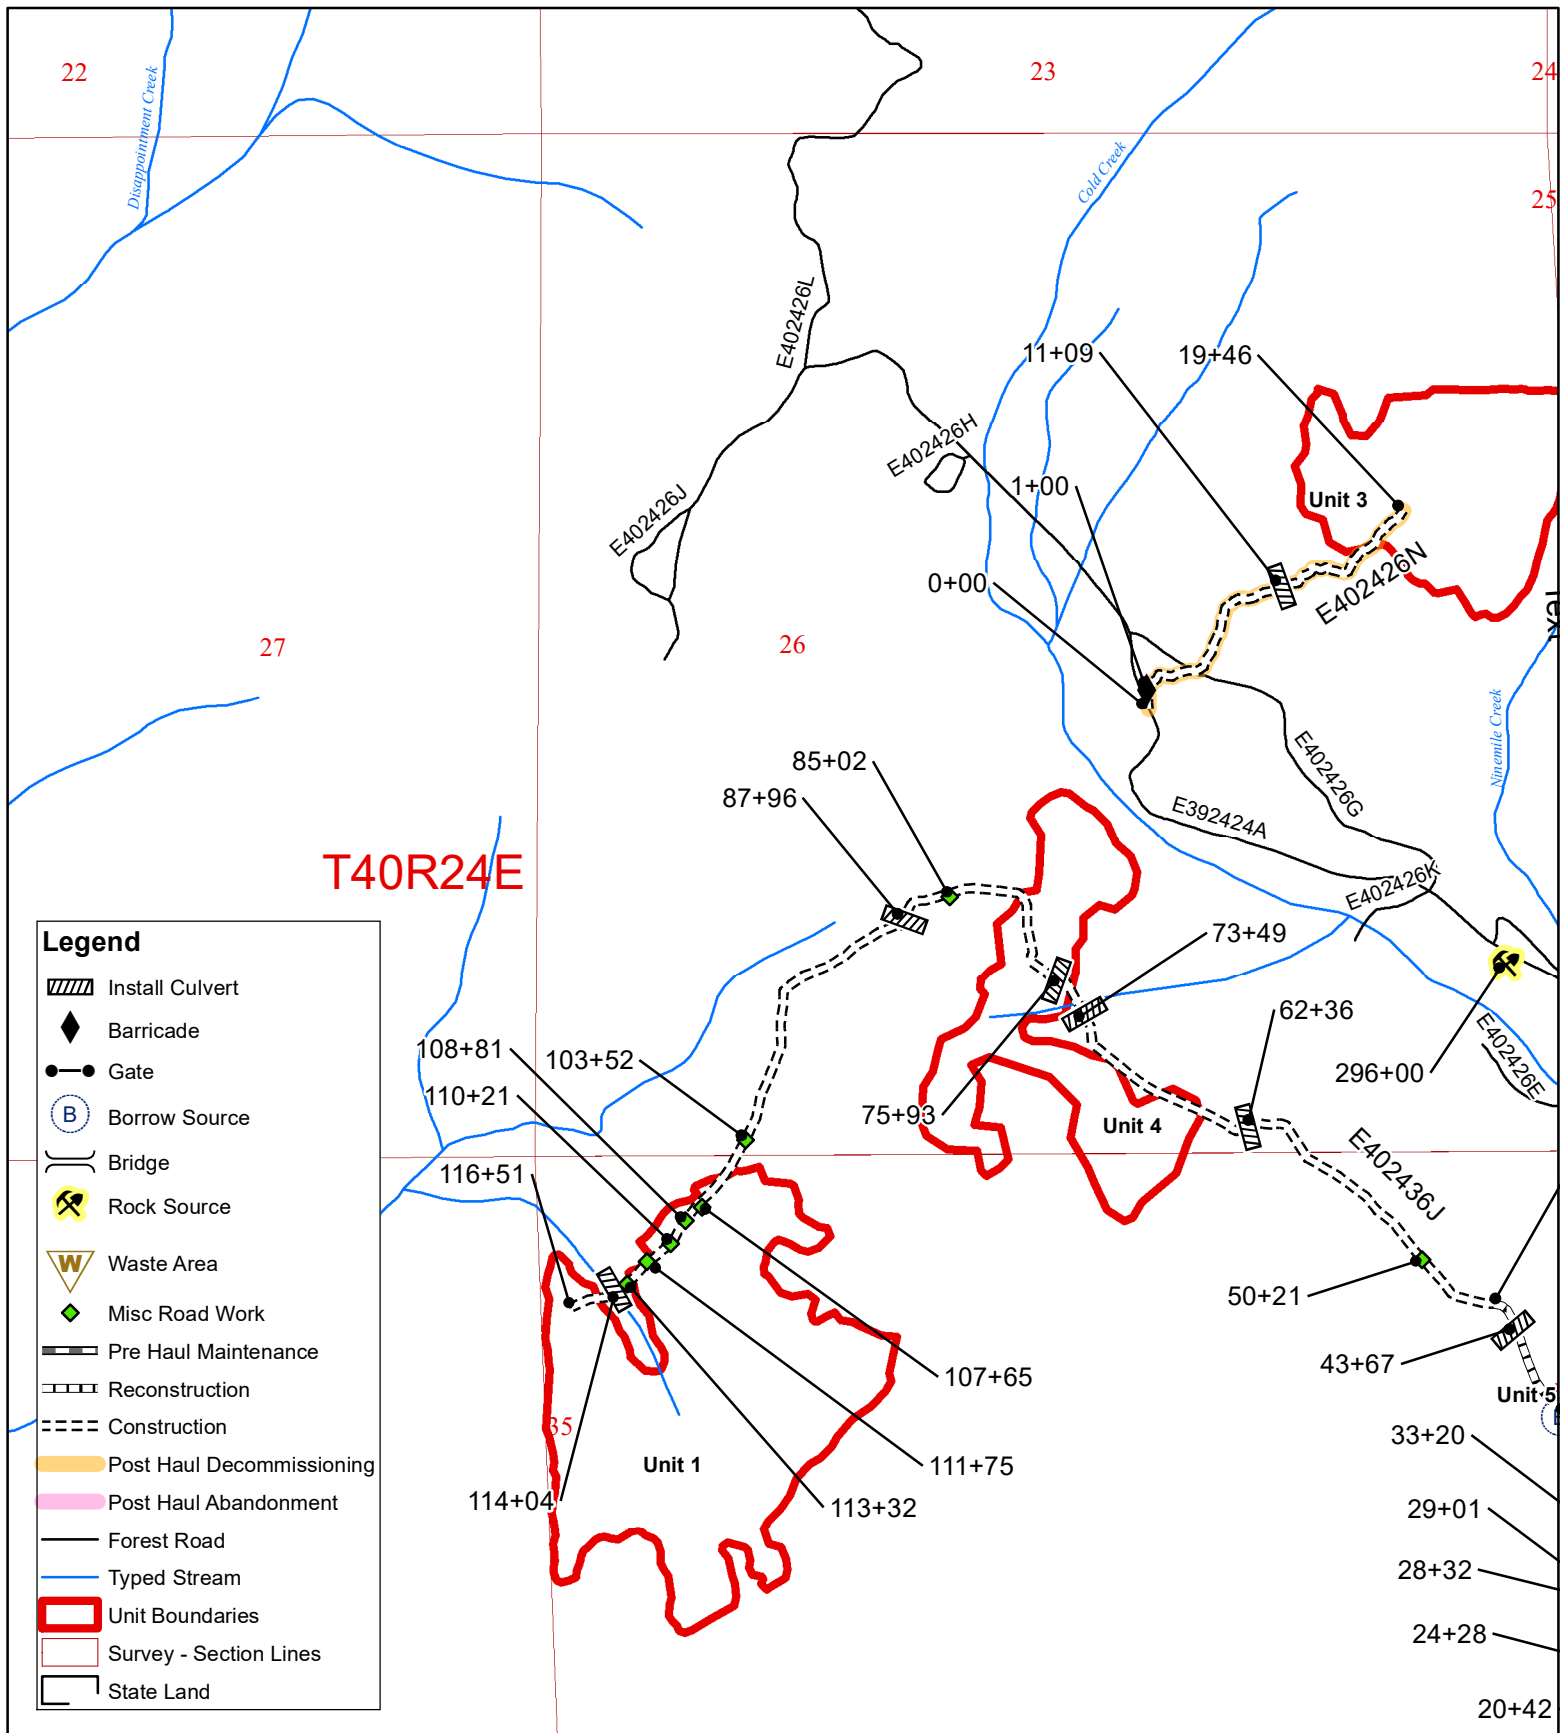 22
23
24
Disappointment Creek
Cold Creek
25
E402426L
11+09
19+46
E402426H
1+00
Unit 3
E402426J
0+00
E402426N
27
26
Ninemile Creek
85+02
87+96
E402426G
E392424A
T40R24E
E402426K
73+49
62+36
108+81
103+52
110+21
296+00
E402426E
75+93
Unit 4
116+51
E402436J
50+21
43+67
107+65
Unit 5
35
33+20
Unit 1
111+75
114+04
113+32
29+01
28+32
24+28
20+42
Legend
Install Culvert
Barricade
Gate
B
Borrow Source
Bridge
Rock Source
W
Waste Area
Misc Road Work
Pre Haul Maintenance
Reconstruction
Construction
Post Haul Decommissioning
Post Haul Abandonment
Forest Road
Typed Stream
Unit Boundaries
Survey - Section Lines
State Land